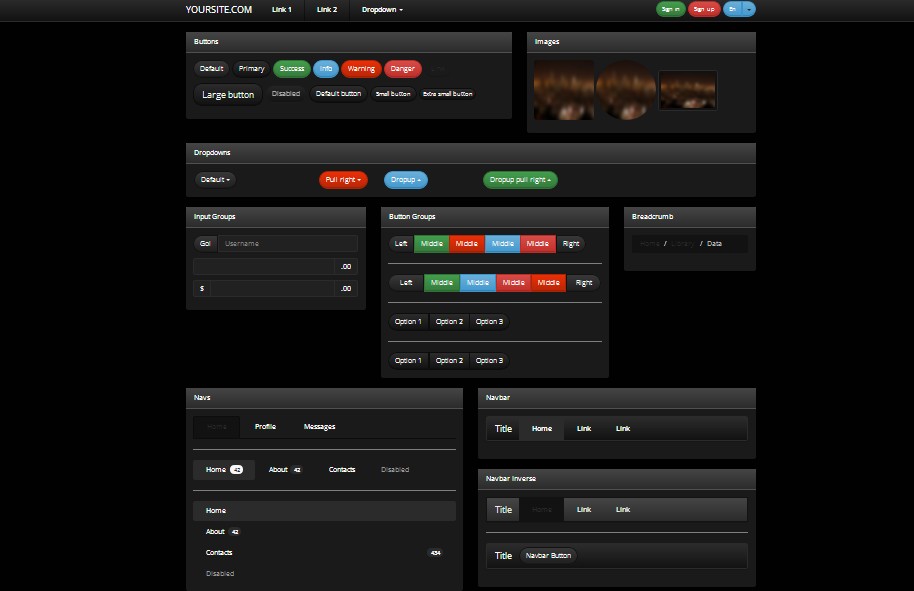 YOURSITE.COM Link 1 Link 2 Dropdown Sign in Sign up En
Buttons
Default Primary Success Info Warning Danger
Large button Disabled Default button Small button Extra small button
Images
Dropdowns
Default Pull right Dropup Dropup pull right
Input Groups
Go! Username
.00
$ .00
Button Groups
Left Middle Middle Middle Middle Right
Left Middle Middle Middle Middle Right
Option 1 Option 2 Option 3
Option 1 Option 2 Option 3
Breadcrumb
Home / Library / Data
Navs
Home Profile Messages
Home 42 About 42 Contacts Disabled
Home
About 42
Contacts 434
Disabled
Navbar
Title Home Link Link
Navbar Inverse
Title Home Link Link
Title Navbar Button